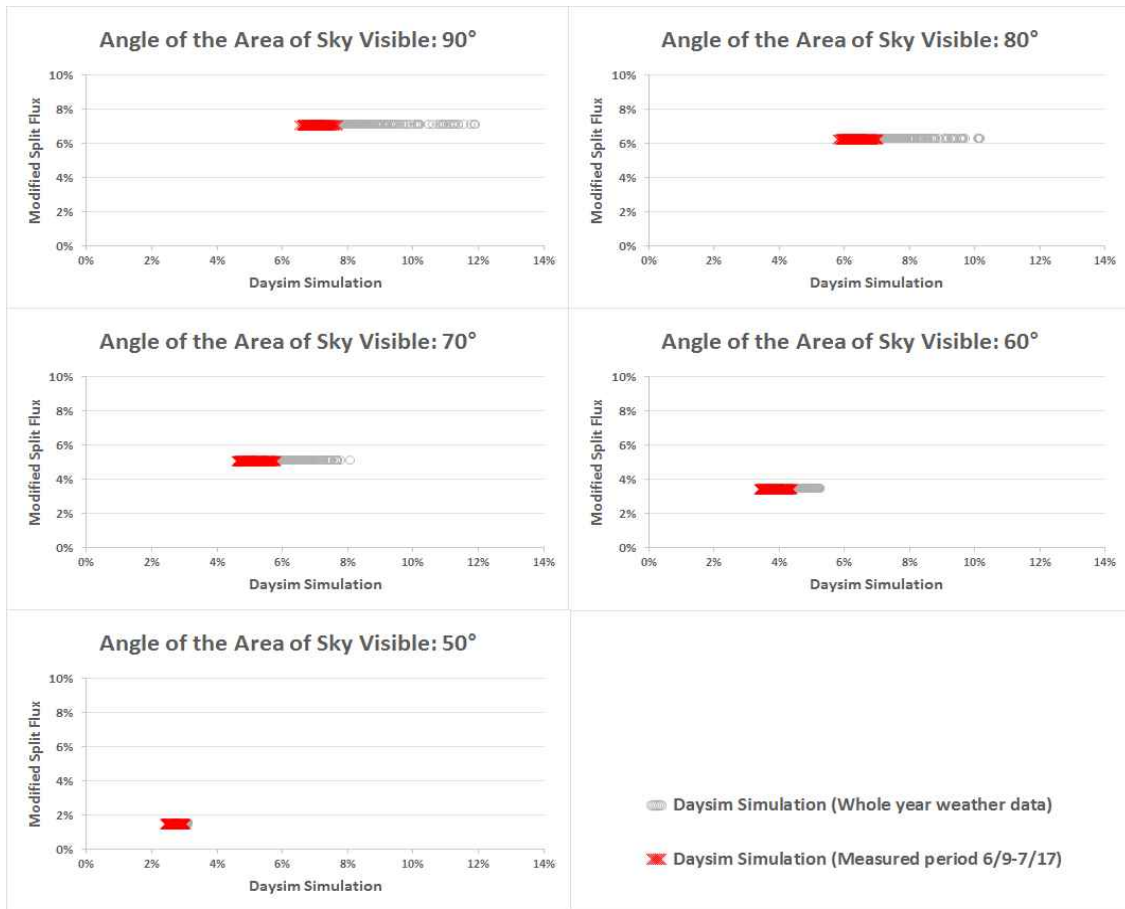 Angle of the Area of Sky Visible: 90°
Modified Split Flux
10%
8%
6%
4%
2%
0%
0% 2% 4% 6% 8% 10% 12% 14%
Daysim Simulation
Angle of the Area of Sky Visible: 80°
Modified Split Flux
10%
8%
6%
4%
2%
0%
0% 2% 4% 6% 8% 10% 12% 14%
Daysim Simulation
Angle of the Area of Sky Visible: 70°
Modified Split Flux
10%
8%
6%
4%
2%
0%
0% 2% 4% 6% 8% 10% 12% 14%
Daysim Simulation
Angle of the Area of Sky Visible: 60°
Modified Split Flux
10%
8%
6%
4%
2%
0%
0% 2% 4% 6% 8% 10% 12% 14%
Daysim Simulation
Angle of the Area of Sky Visible: 50°
Modified Split Flux
10%
8%
6%
4%
2%
0%
0% 2% 4% 6% 8% 10% 12% 14%
Daysim Simulation
Daysim Simulation (Whole year weather data)
Daysim Simulation (Measured period 6/9-7/17)